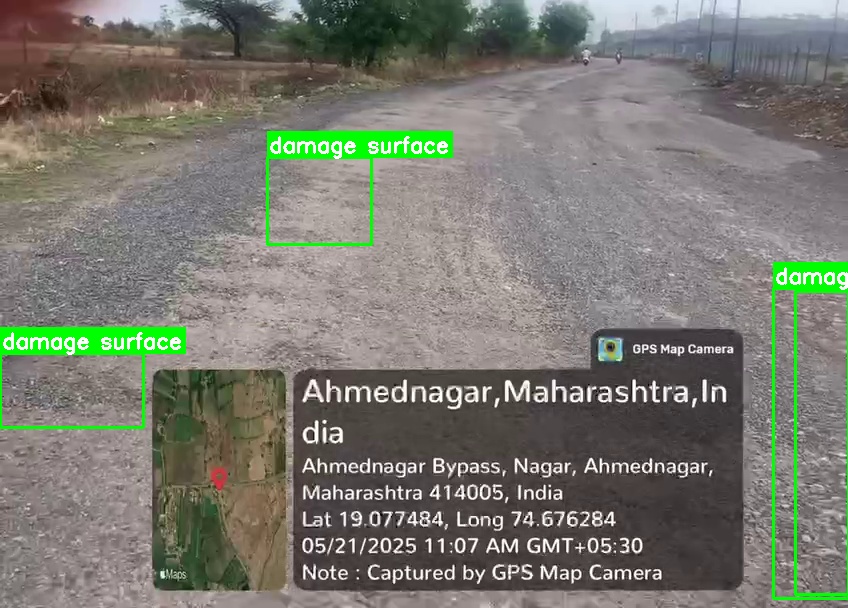 damage surface
damag
damage surface
GPS Map Camera
Ahmednagar,Maharashtra,In
dia
Ahmednagar Bypass, Nagar, Ahmednagar,
Maharashtra 414005, India
Lat 19.077484, Long 74.676284
05/21/2025 11:07 AM GMT+05:30
Note : Captured by GPS Map Camera
Maps